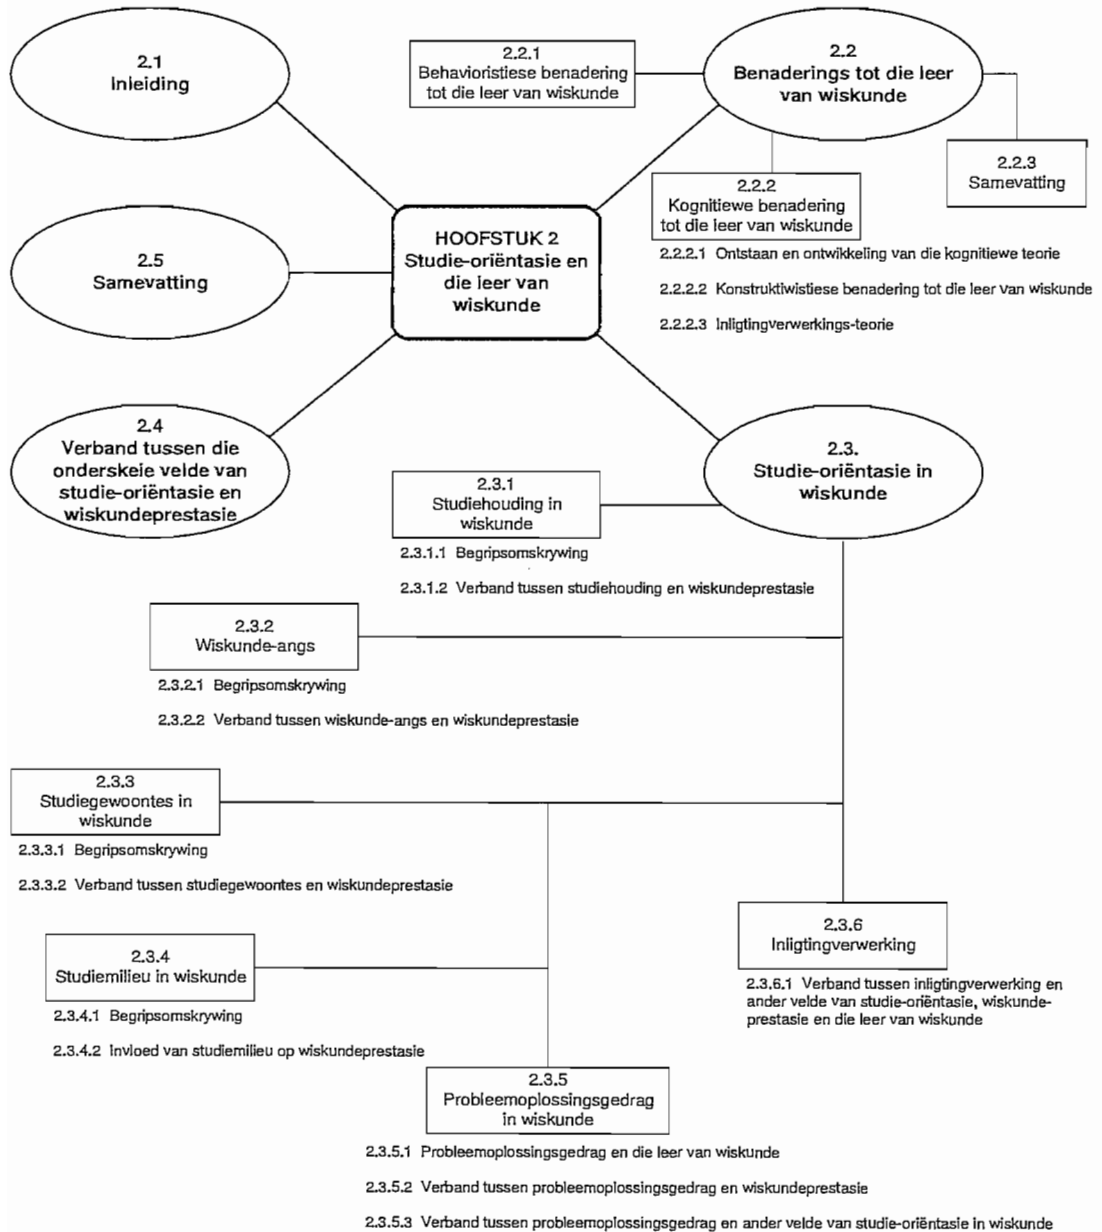 2.1
Inleiding
2.2.1
Behavioristiese benadering
tot die leer van wiskunde
2.2
Benaderings tot die leer
van wiskunde
2.2.3
Samevatting
2.2.2
Kognitiewe benadering
tot die leer van wiskunde
2.2.2.1 Ontstaan en ontwikkeling van die kognitiewe teorie
2.2.2.2 Konstruktiwistiese benadering tot die leer van wiskunde
2.2.2.3 Inligtingverwerkings-teorie
HOOFSTUK 2
Studie-oriëntasie en
die leer van
wiskunde
2.5
Samevatting
2.4
Verband tussen die
onderskeie velde van
studie-oriëntasie en
wiskundeprestasie
2.3.
Studie-oriëntasie in
wiskunde
2.3.1
Studiehouding in
wiskunde
2.3.1.1 Begripsomskrywing
2.3.1.2 Verband tussen studiehouding en wiskundeprestasie
2.3.2
Wiskunde-angs
2.3.2.1 Begripsomskrywing
2.3.2.2 Verband tussen wiskunde-angs en wiskundeprestasie
2.3.3
Studiegewoontes in
wiskunde
2.3.3.1 Begripsomskrywing
2.3.3.2 Verband tussen studiegewoontes en wiskundeprestasie
2.3.4
Studiemilieu in wiskunde
2.3.4.1 Begripsomskrywing
2.3.4.2 Invloed van studiemilieu op wiskundeprestasie
2.3.6
Inligtingverwerking
2.3.6.1 Verband tussen inligtingverwerking en
ander velde van studie-oriëntasie, wiskunde-
prestasie en die leer van wiskunde
2.3.5
Probleemoplossingsgedrag
in wiskunde
2.3.5.1 Probleemoplossingsgedrag en die leer van wiskunde
2.3.5.2 Verband tussen probleemoplossingsgedrag en wiskundeprestasie
2.3.5.3 Verband tussen probleemoplossingsgedrag en ander velde van studie-oriëntasie in wiskunde